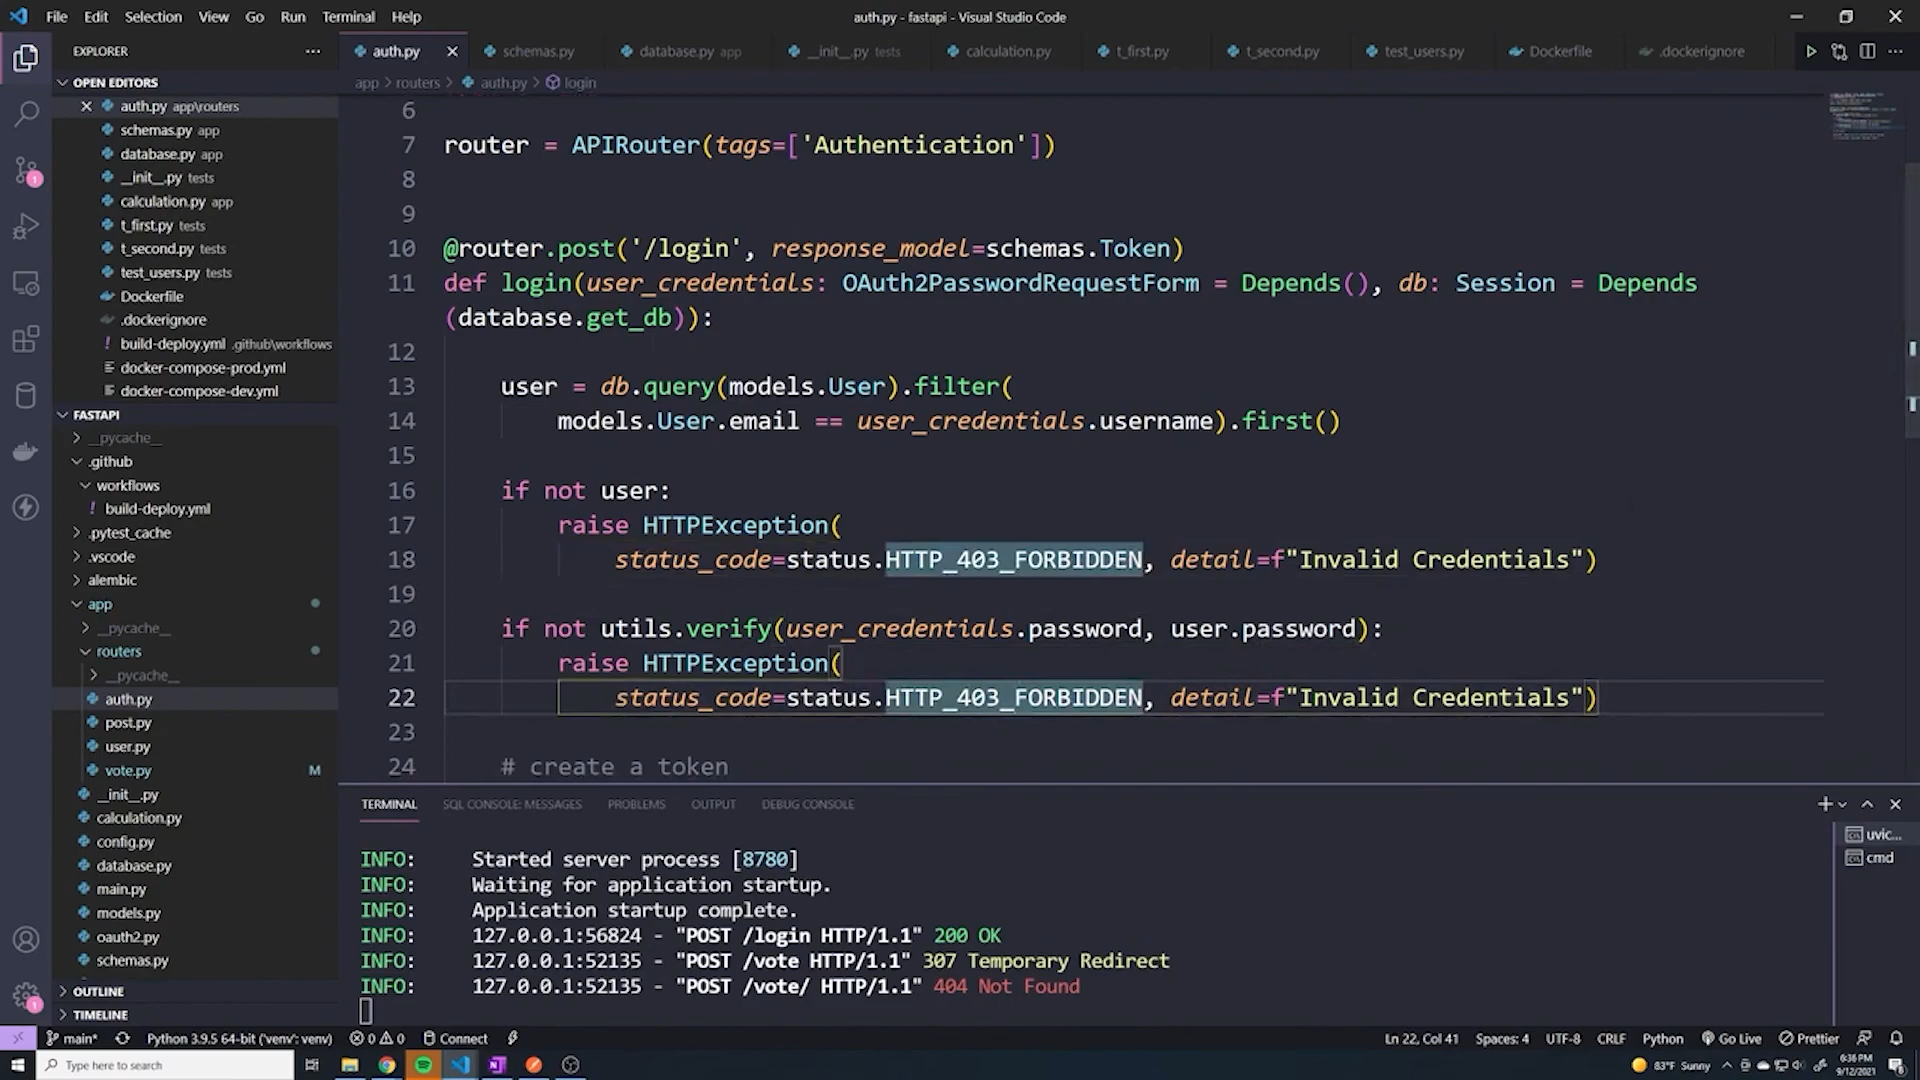 File Edit Selection View Go Run Terminal Help
auth.py - fastapi - Visual Studio Code
EXPLORER
auth.py
schemas.py
database.py app
__init__.py tests
calculation.py
t_first.py
t_second.py
test_users.py
Dockerfile
.dockerignore
OPEN EDITORS
auth.py app\routers
schemas.py app
database.py app
__init__.py tests
calculation.py app
t_first.py tests
t_second.py tests
test_users.py tests
Dockerfile
.dockerignore
build-deploy.yml .github\workflows
docker-compose-prod.yml
docker-compose-dev.yml
FASTAPI
__pycache__
.github
workflows
build-deploy.yml
.pytest_cache
.vscode
alembic
app
__pycache__
routers
__pycache__
auth.py
post.py
user.py
vote.py M
__init__.py
calculation.py
config.py
database.py
main.py
models.py
oauth2.py
schemas.py
OUTLINE
TIMELINE
app > routers > auth.py > login
6
7 router = APIRouter(tags=['Authentication'])
8
9
10 @router.post('/login', response_model=schemas.Token)
11 def login(user_credentials: OAuth2PasswordRequestForm = Depends(), db: Session = Depends
(database.get_db)):
12
13 user = db.query(models.User).filter(
14 models.User.email == user_credentials.username).first()
15
16 if not user:
17 raise HTTPException(
18 status_code=status.HTTP_403_FORBIDDEN, detail=f"Invalid Credentials")
19
20 if not utils.verify(user_credentials.password, user.password):
21 raise HTTPException(
22 status_code=status.HTTP_403_FORBIDDEN, detail=f"Invalid Credentials")
23
24 # create a token
TERMINAL SQL CONSOLE: MESSAGES PROBLEMS OUTPUT DEBUG CONSOLE
INFO: Started server process [8780]
INFO: Waiting for application startup.
INFO: Application startup complete.
INFO: 127.0.0.1:56824 - "POST /login HTTP/1.1" 200 OK
INFO: 127.0.0.1:52135 - "POST /vote HTTP/1.1" 307 Temporary Redirect
INFO: 127.0.0.1:52135 - "POST /vote/ HTTP/1.1" 404 Not Found
uvic...
cmd
main* Python 3.9.5 64-bit ('venv': venv) 0 0 Connect
Ln 22, Col 41 Spaces: 4 UTF-8 CRLF Python Go Live Prettier
Type here to search
83°F Sunny
6:36 PM
9/12/2021